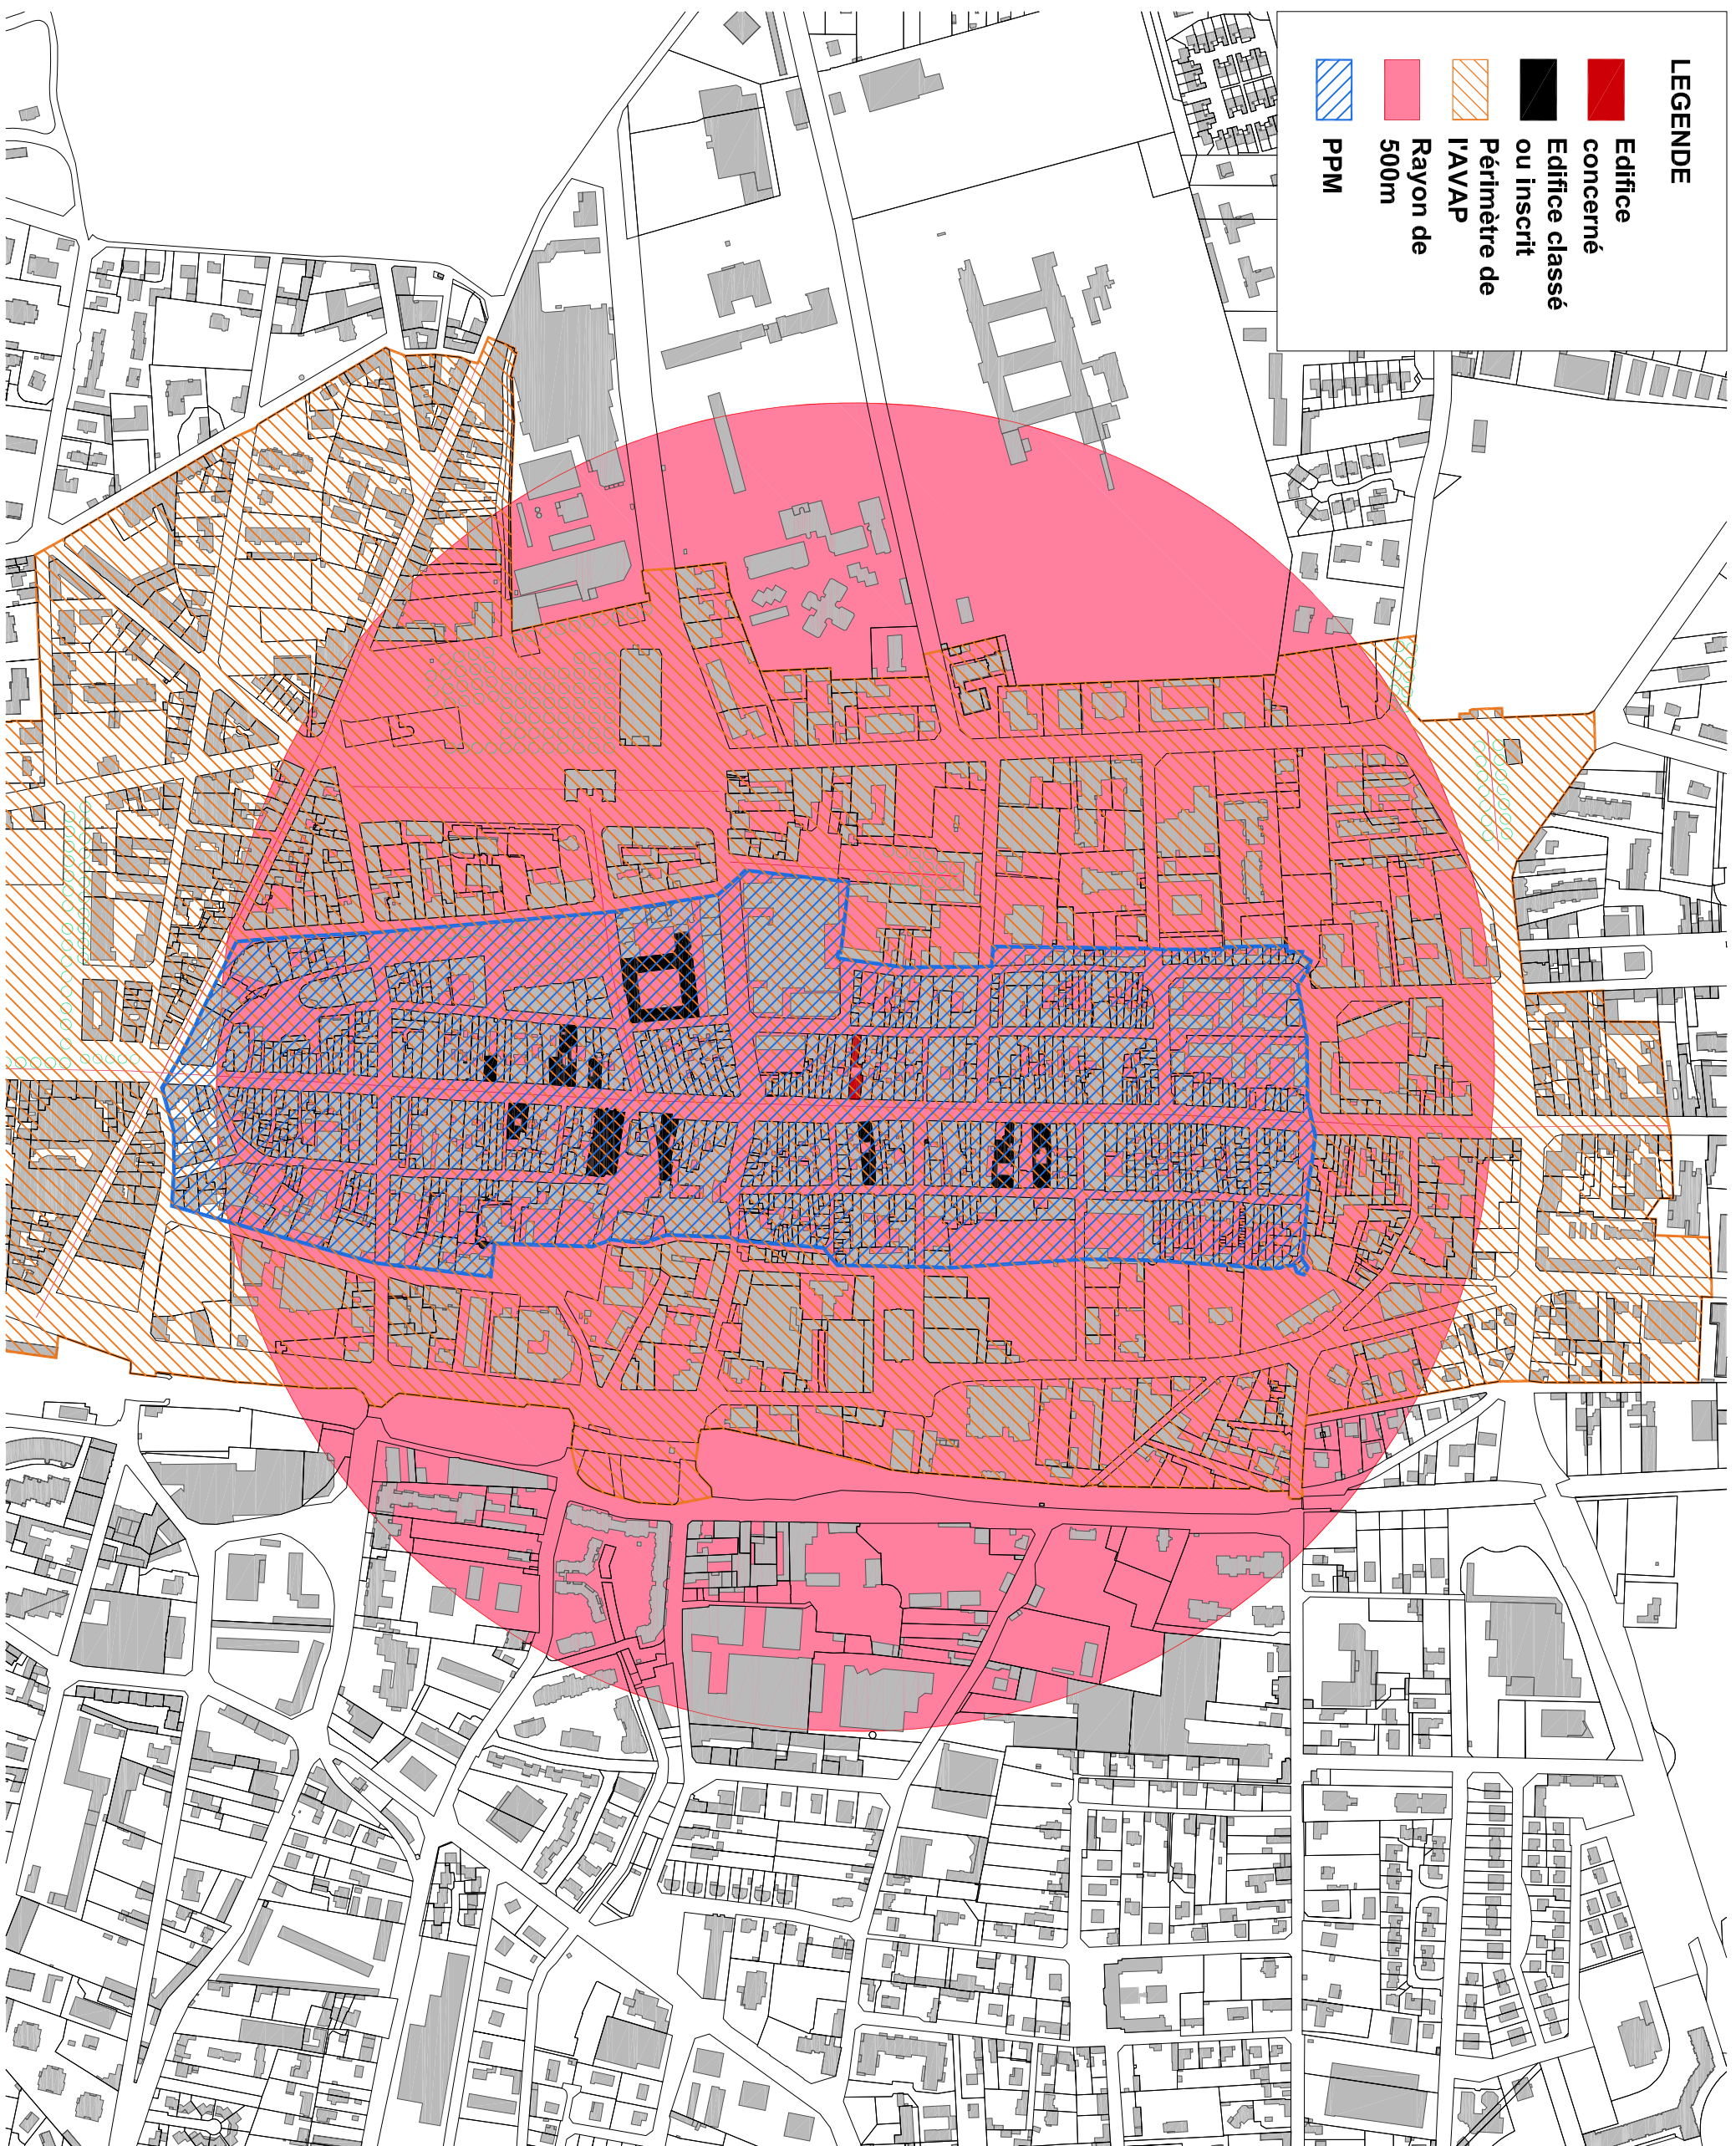 LEGENDE
Edifice
concerné
Edifice classé
ou inscrit
Périmètre de
l'AVAP
Rayon de
500m
PPM